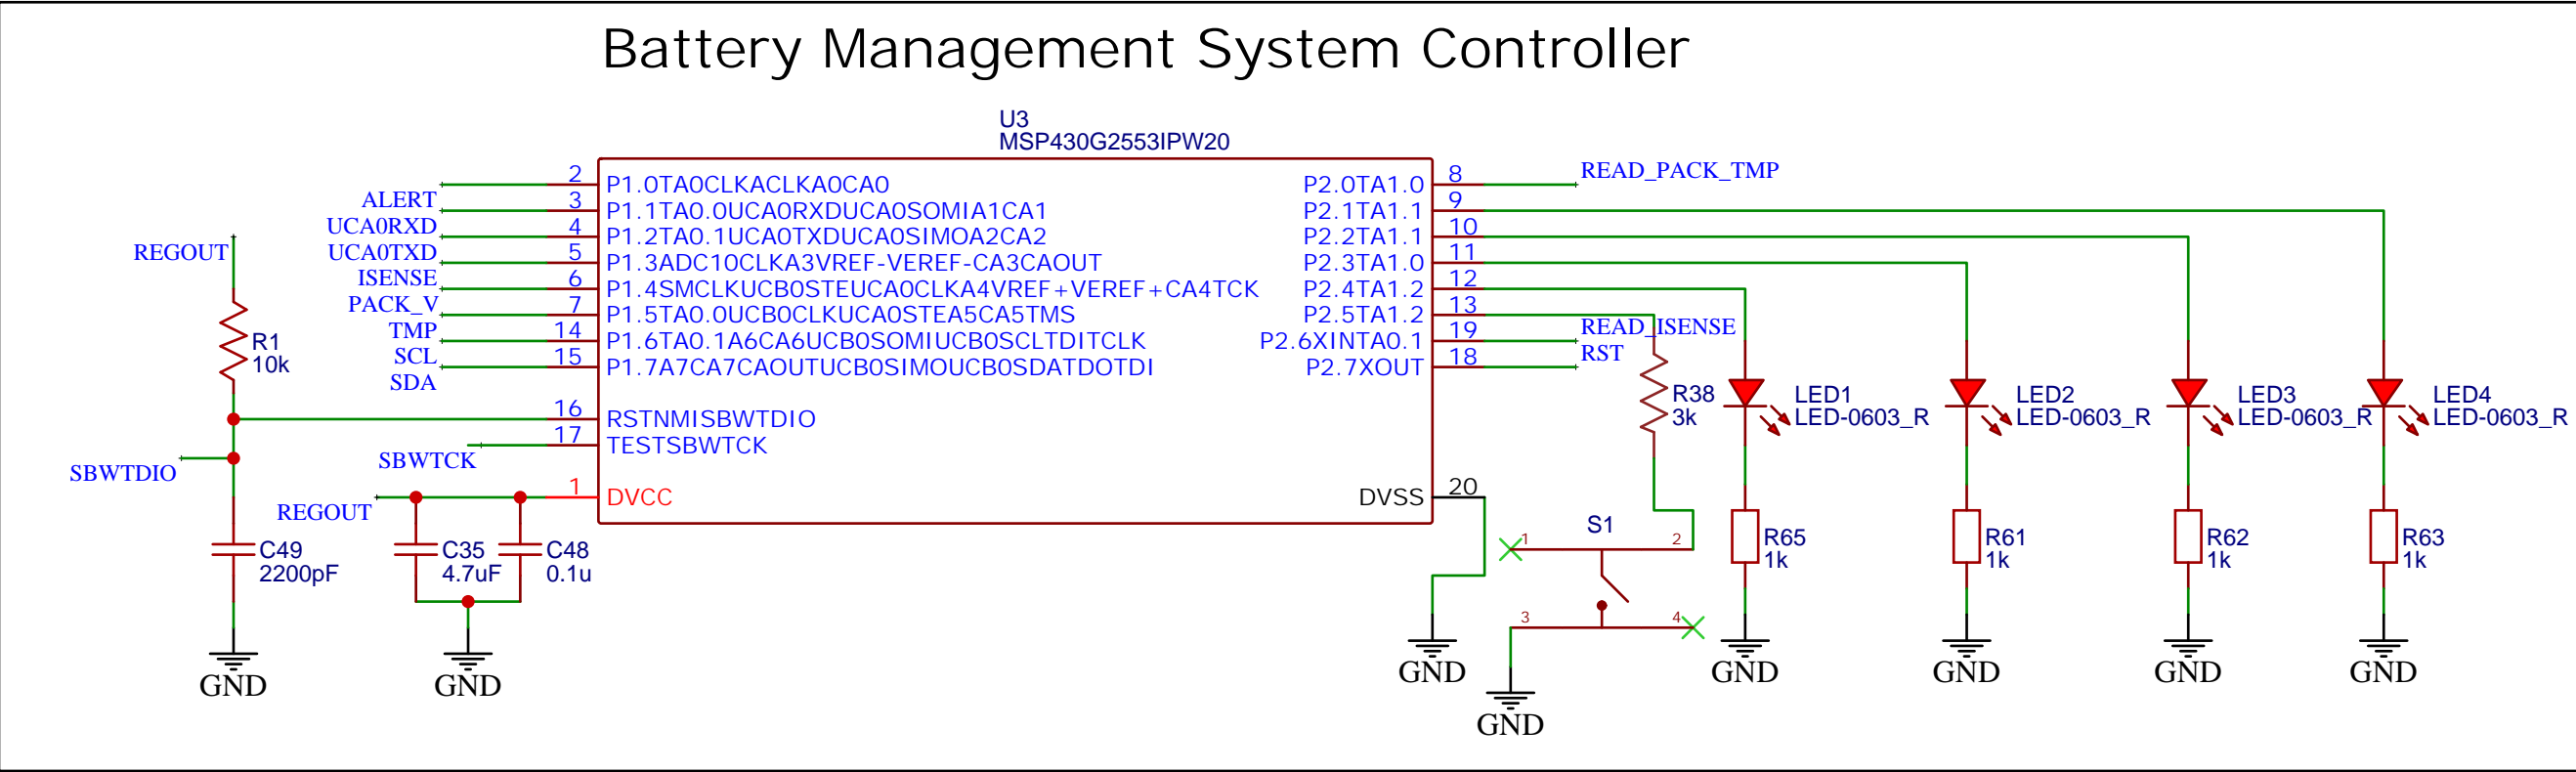 Battery Management System Controller
U3
MSP430G2553IPW20
ALERT
UCA0RXD
UCA0TXD
ISENSE
PACK_V
TMP
SCL
SDA
2
3
4
5
6
7
14
15
16
17
1
P1.0TA0CLKACLKA0CA0
P1.1TA0.0UCA0RXDUCA0SOMIA1CA1
P1.2TA0.1UCA0TXDUCA0SIMOA2CA2
P1.3ADC10CLKA3VREF-VEREF-CA3CAOUT
P1.4SMCLKUCB0STEUCA0CLKA4VREF+VEREF+CA4TCK
P1.5TA0.0UCB0CLKUCA0STEA5CA5TMS
P1.6TA0.1A6CA6UCB0SOMIUCB0SCLTDITCLK
P1.7A7CA7CAOUTUCB0SIMOUCB0SDATDOTDI
RSTNMISBWTDIO
TESTSBWTCK
DVCC
P2.0TA1.0
P2.1TA1.1
P2.2TA1.1
P2.3TA1.0
P2.4TA1.2
P2.5TA1.2
P2.6XINTA0.1
P2.7XOUT
DVSS
8
9
10
11
12
13
19
18
20
READ_PACK_TMP
READ_ISENSE
RST
REGOUT
R1
10k
SBWTDIO
SBWTCK
REGOUT
C49
2200pF
C35
4.7uF
C48
0.1u
GND
GND
R38
3k
S1
1
2
3
4
GND
GND
LED1
LED-0603_R
LED2
LED-0603_R
LED3
LED-0603_R
LED4
LED-0603_R
R65
1k
R61
1k
R62
1k
R63
1k
GND
GND
GND
GND